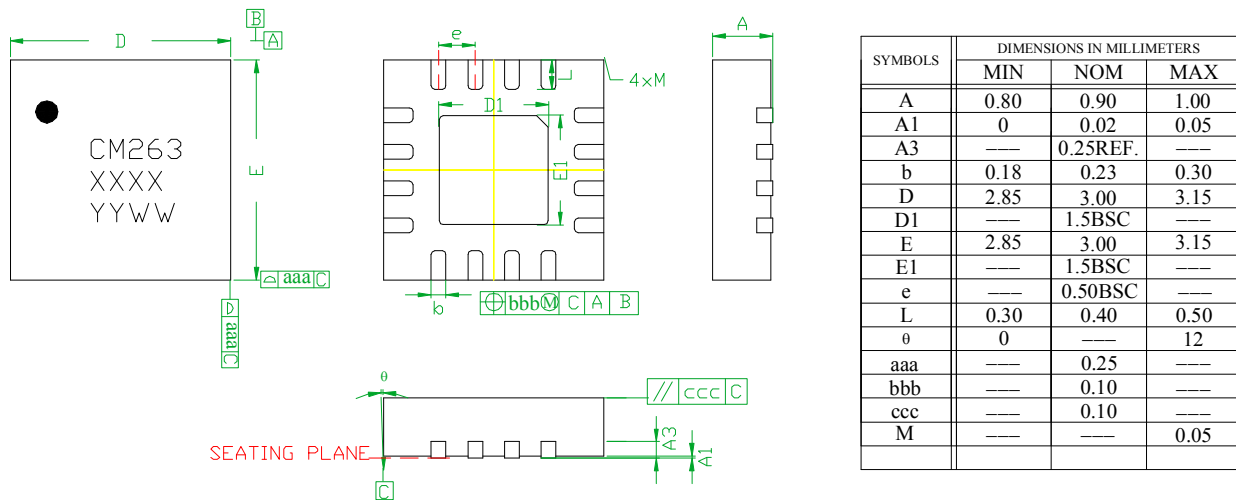 B
A
D
E
CM263
XXXX
YYWW
⌓ aaa C
⌓ aaa C
e
L
4×M
D1
E1
b
⌖ bbbⓂ C A B
A
θ
// ccc C
A3
A1
SEATING PLANE
C
SYMBOLS DIMENSIONS IN MILLIMETERS
MIN NOM MAX
A 0.80 0.90 1.00
A1 0 0.02 0.05
A3 --- 0.25REF. ---
b 0.18 0.23 0.30
D 2.85 3.00 3.15
D1 --- 1.5BSC ---
E 2.85 3.00 3.15
E1 --- 1.5BSC ---
e --- 0.50BSC ---
L 0.30 0.40 0.50
θ 0 --- 12
aaa --- 0.25 ---
bbb --- 0.10 ---
ccc --- 0.10 ---
M --- --- 0.05